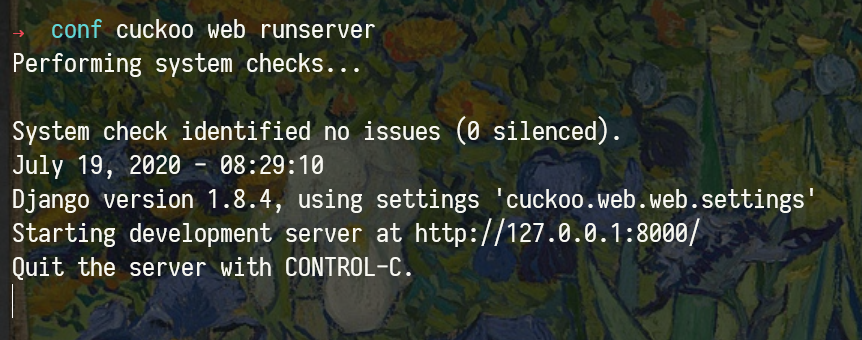 → conf cuckoo web runserver
Performing system checks...
System check identified no issues (0 silenced).
July 19, 2020 - 08:29:10
Django version 1.8.4, using settings 'cuckoo.web.web.settings'
Starting development server at http://127.0.0.1:8000/
Quit the server with CONTROL-C.